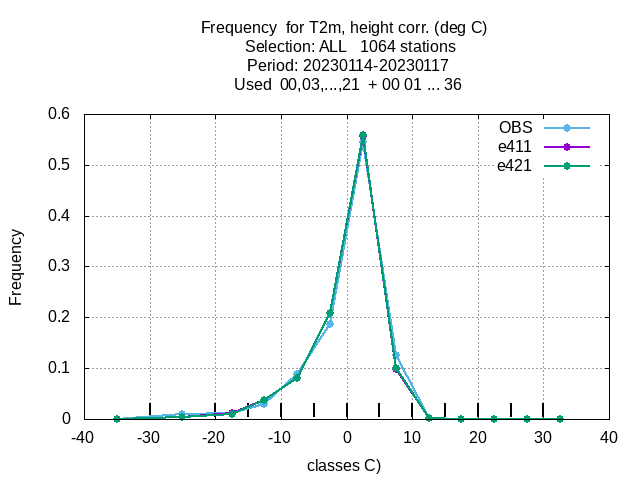 Frequency  for T2m, height corr. (deg C)
Selection: ALL   1064 stations
Period: 20230114-20230117
Used  00,03,...,21  + 00 01 ... 36
OBS
e411
e421
0.6
0.5
0.4
0.3
0.2
0.1
0
Frequency
-40 -30 -20 -10 0 10 20 30 40
classes C)